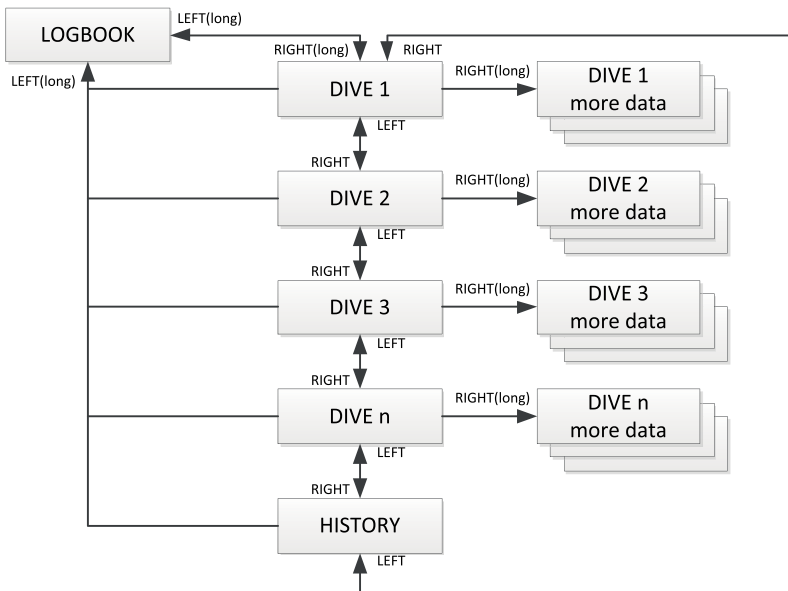 LEFT(long)
LOGBOOK
RIGHT(long)
RIGHT
LEFT(long)
DIVE 1
RIGHT(long)
DIVE 1
more data
LEFT
RIGHT
DIVE 2
RIGHT(long)
DIVE 2
more data
LEFT
RIGHT
DIVE 3
RIGHT(long)
DIVE 3
more data
LEFT
RIGHT
DIVE n
RIGHT(long)
DIVE n
more data
LEFT
RIGHT
HISTORY
LEFT